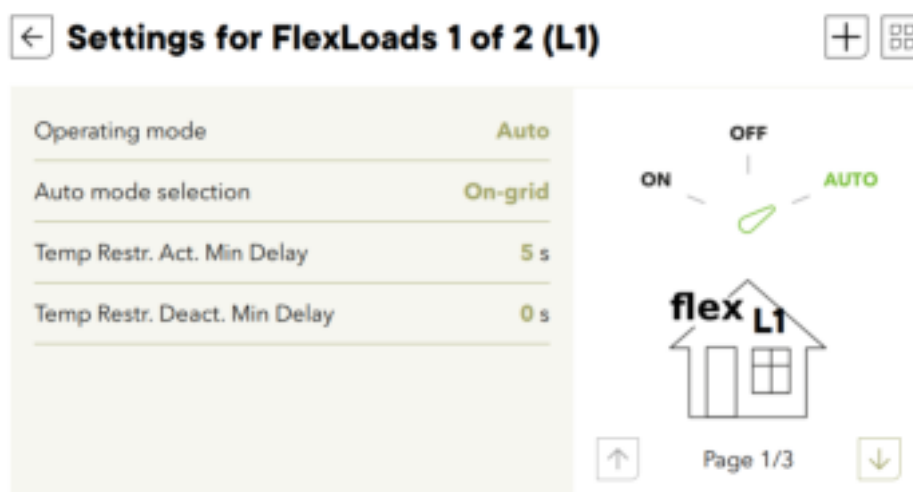 Settings for FlexLoads 1 of 2 (L1)
Operating mode Auto
Auto mode selection On-grid
Temp Restr. Act. Min Delay 5 s
Temp Restr. Deact. Min Delay 0 s
OFF
ON AUTO
flex L1
Page 1/3